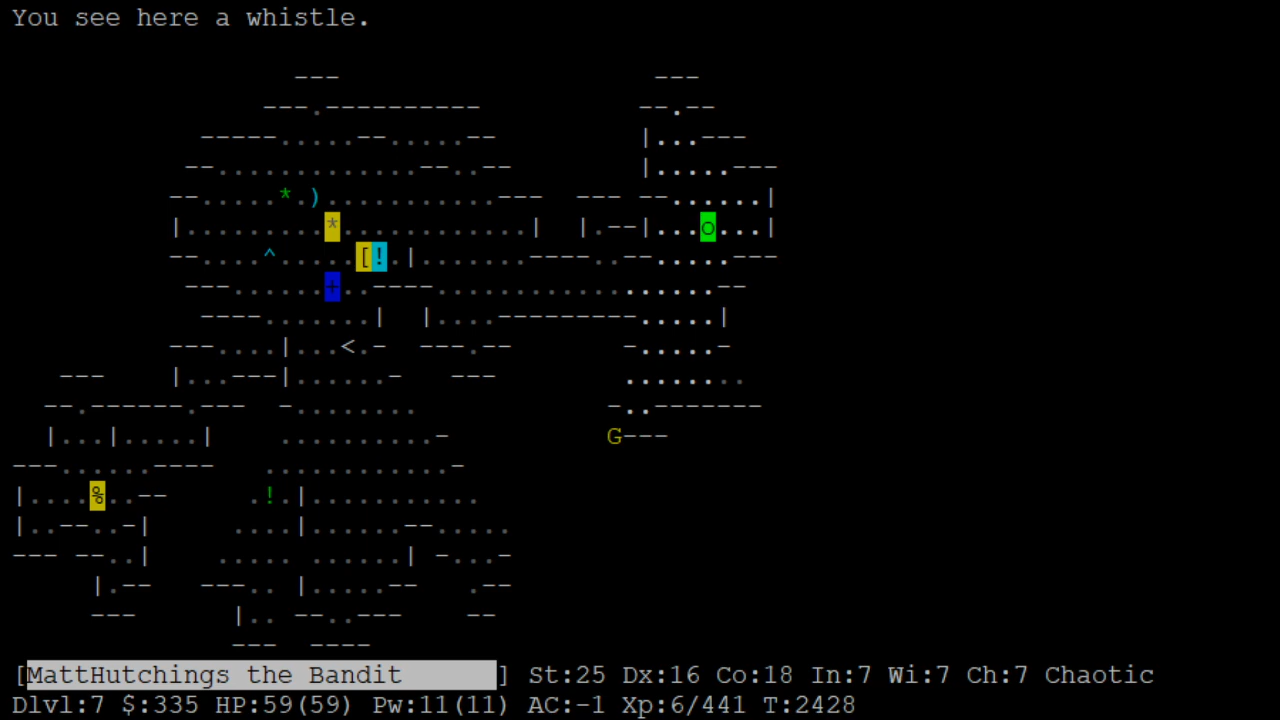 You see here a whistle.
---   ---
---.----------   --.--
-----.....--.....--   |...---
--.............--..--   |.....---
--.....*.)...........---   ---   --......|
|.........*............|   |.--|...o...|
--....^.....[!.|.......----..--.....---
---......+..----..................--
----.......|   |....---------.....|
---....|...<.-   ---.--   -.....-
---   |...---|......-   ---   ........
--.------.---   -........   -..-------
|...|.....|   ..........-   G---
---......----   ............-
|....%..--   .!.|...........
|..--..-|   ....|......--.....
--- --..|   ..... ......| -...-
|.--   ---.. |.....--   .--
---   |.. --..---   --
---   ----
[MattHutchings the Bandit      ] St:25 Dx:16 Co:18 In:7 Wi:7 Ch:7 Chaotic
Dlvl:7 $:335 HP:59(59) Pw:11(11) AC:-1 Xp:6/441 T:2428